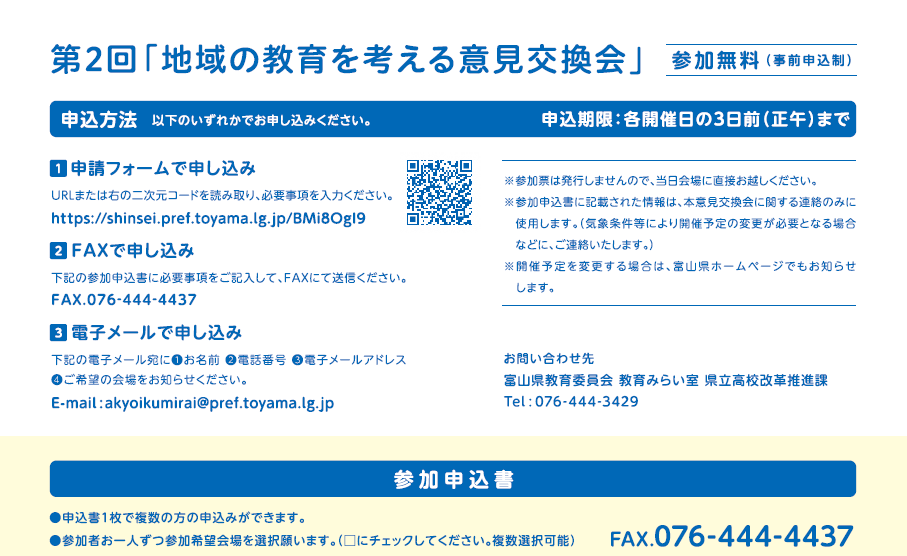 第2回「地域の教育を考える意見交換会」 参加無料（事前申込制）
申込方法 以下のいずれかでお申し込みください。 申込期限：各開催日の3日前（正午）まで
1 申請フォームで申し込み
URLまたは右の二次元コードを読み取り、必要事項を入力ください。
https://shinsei.pref.toyama.lg.jp/BMi8OgI9
2 FAXで申し込み
下記の参加申込書に必要事項をご記入して、FAXにて送信ください。
FAX.076-444-4437
3 電子メールで申し込み
下記の電子メール宛に❶お名前 ❷電話番号 ❸電子メールアドレス
❹ご希望の会場をお知らせください。
E-mail：akyoikumirai@pref.toyama.lg.jp
※参加票は発行しませんので、当日会場に直接お越しください。
※参加申込書に記載された情報は、本意見交換会に関する連絡のみに
使用します。（気象条件等により開催予定の変更が必要となる場合
などに、ご連絡いたします。）
※開催予定を変更する場合は、富山県ホームページでもお知らせ
します。
お問い合わせ先
富山県教育委員会 教育みらい室 県立高校改革推進課
Tel：076-444-3429
参加申込書
●申込書1枚で複数の方の申込みができます。
●参加者お一人ずつ参加希望会場を選択願います。（□にチェックしてください。複数選択可能）
FAX.076-444-4437